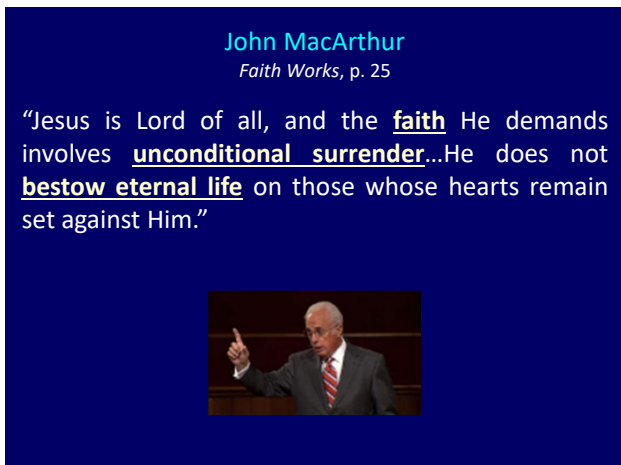 John MacArthur
Faith Works, p. 25
“Jesus is Lord of all, and the faith He demands
involves unconditional surrender…He does not
bestow eternal life on those whose hearts remain
set against Him.”